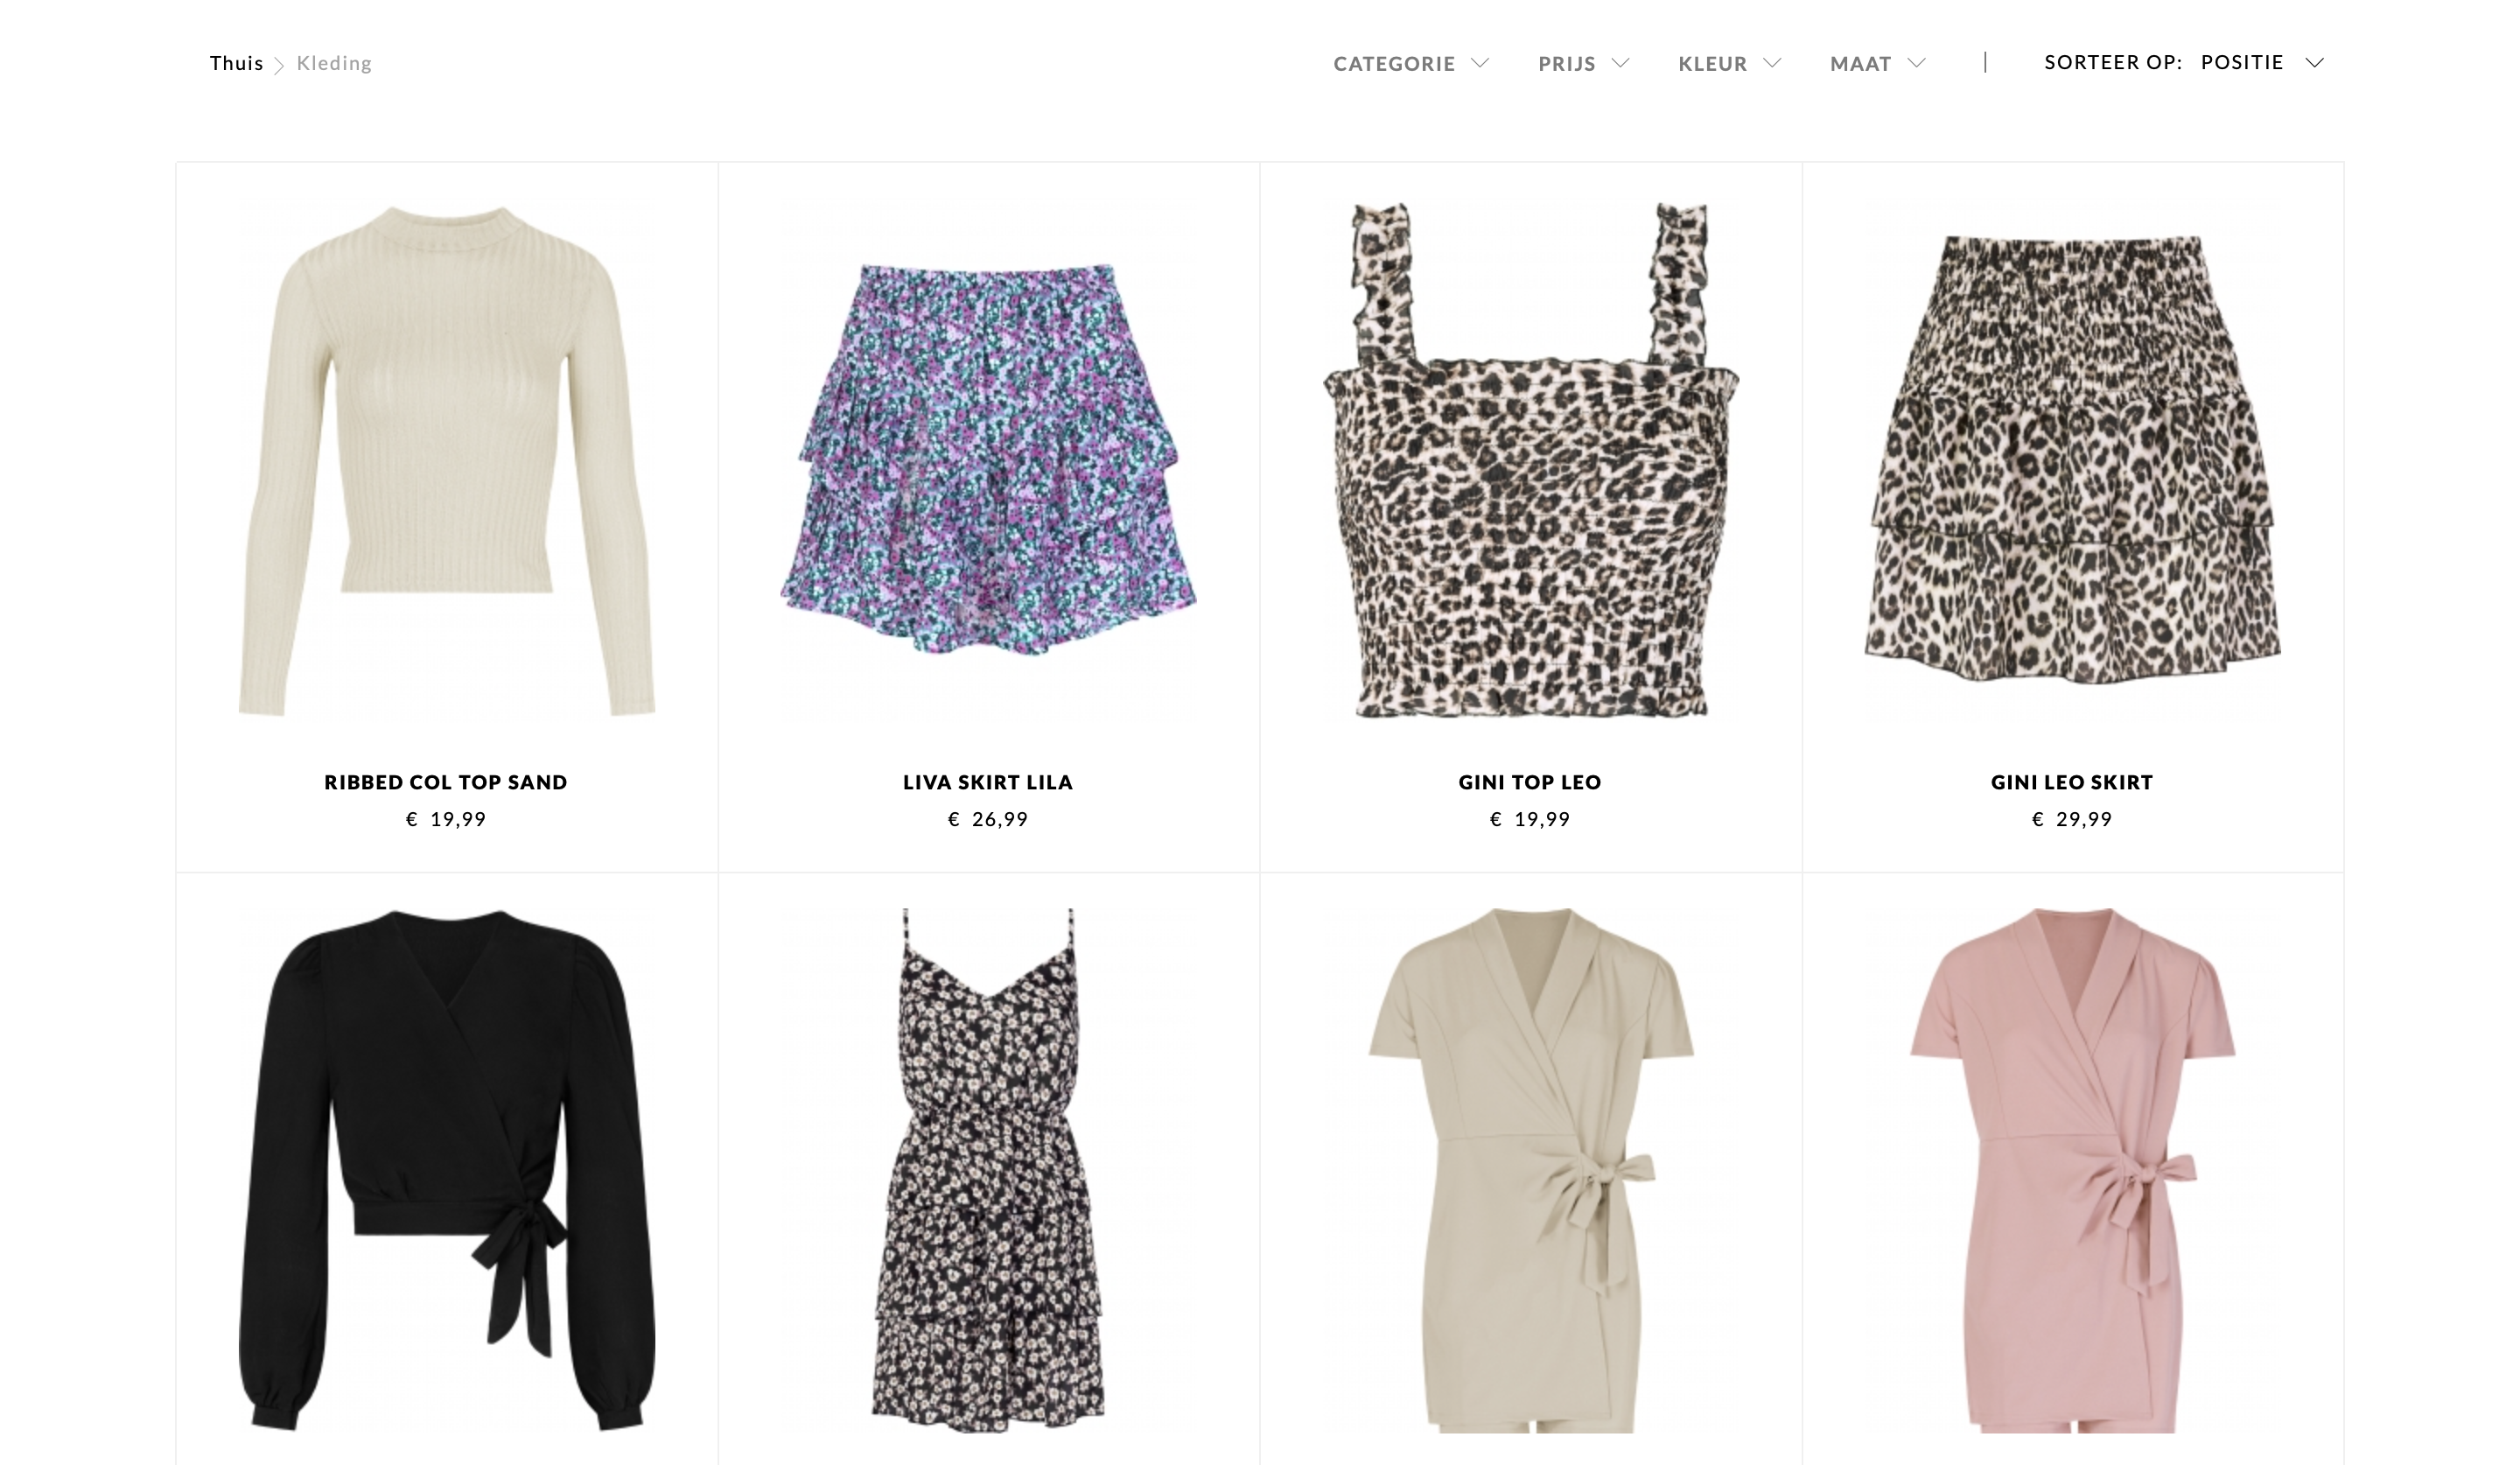 Thuis > Kleding
CATEGORIE PRIJS KLEUR MAAT | SORTEER OP: POSITIE
RIBBED COL TOP SAND
€ 19,99
LIVA SKIRT LILA
€ 26,99
GINI TOP LEO
€ 19,99
GINI LEO SKIRT
€ 29,99